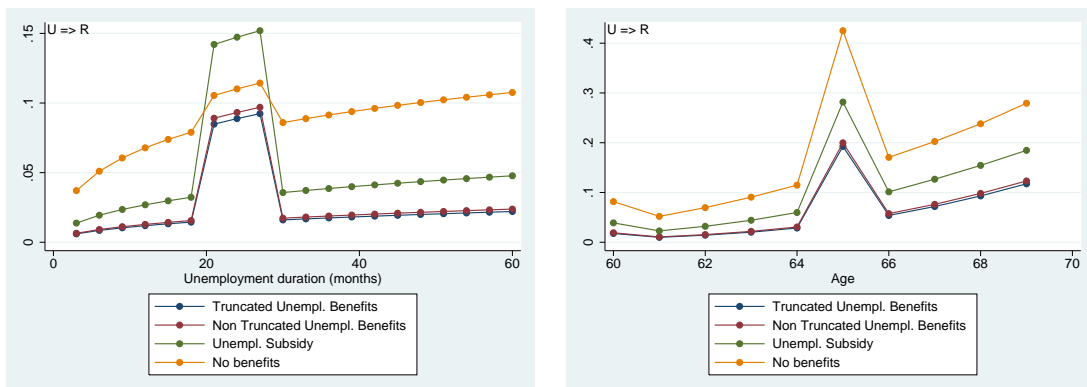 U => R
.15
.1
.05
0
0 20 40 60
Unemployment duration (months)
Truncated Unempl. Benefits
Non Truncated Unempl. Benefits
Unempl. Subsidy
No benefits
U => R
.4
.3
.2
.1
0
60 62 64 66 68 70
Age
Truncated Unempl. Benefits
Non Truncated Unempl. Benefits
Unempl. Subsidy
No benefits